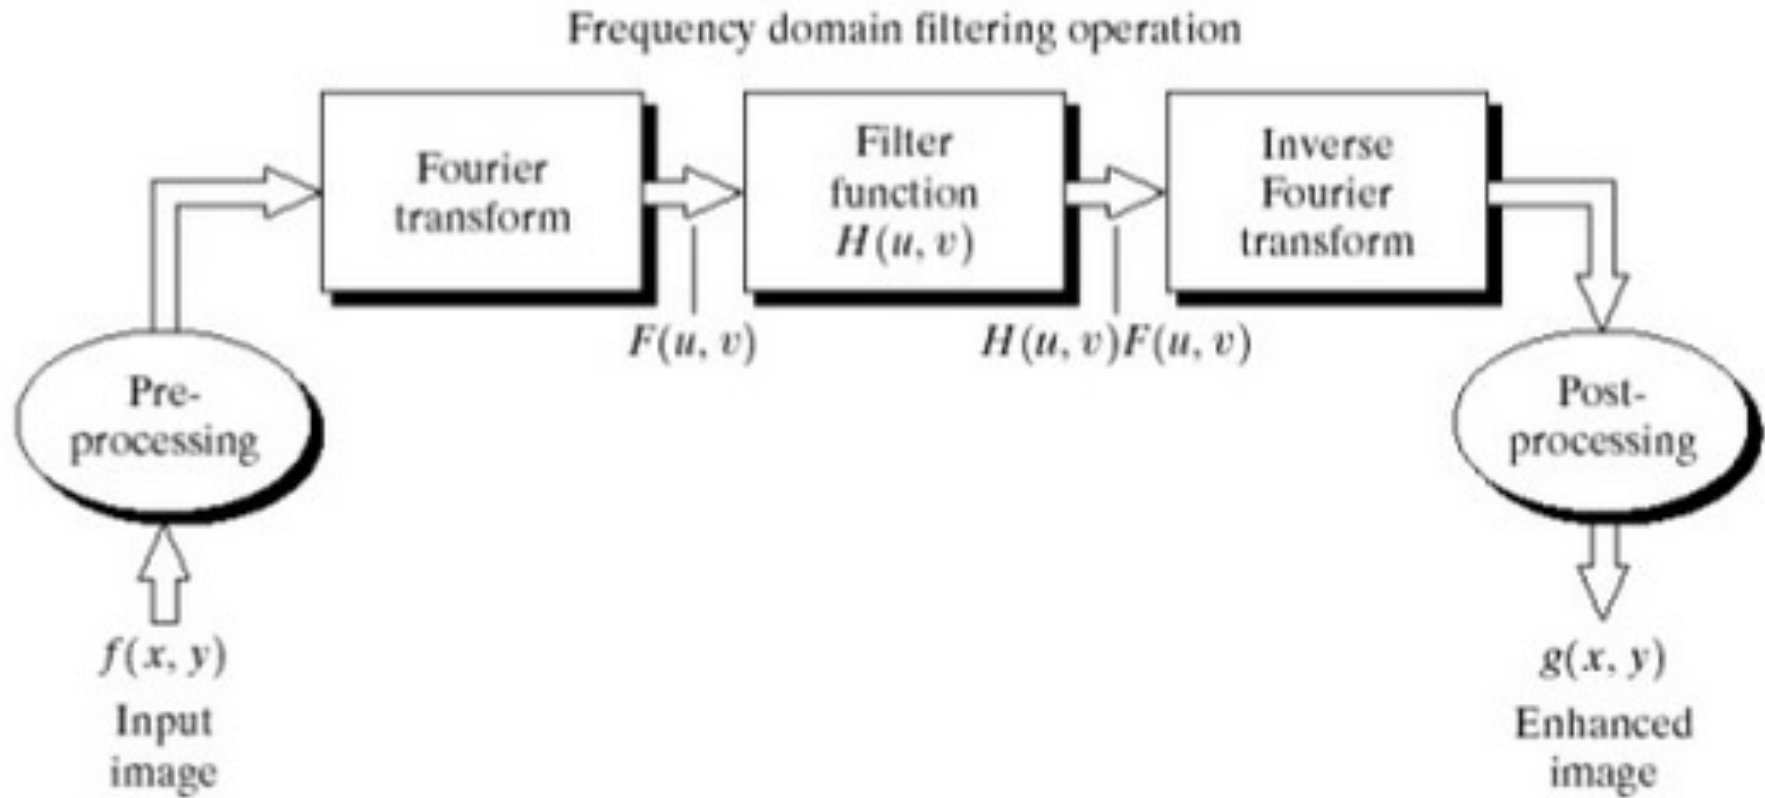 Frequency domain filtering operation
Fourier
transform
Filter
function
H(u, v)
Inverse
Fourier
transform
F(u, v)
H(u, v)F(u, v)
Pre-
processing
Post-
processing
f(x, y)
Input
image
g(x, y)
Enhanced
image